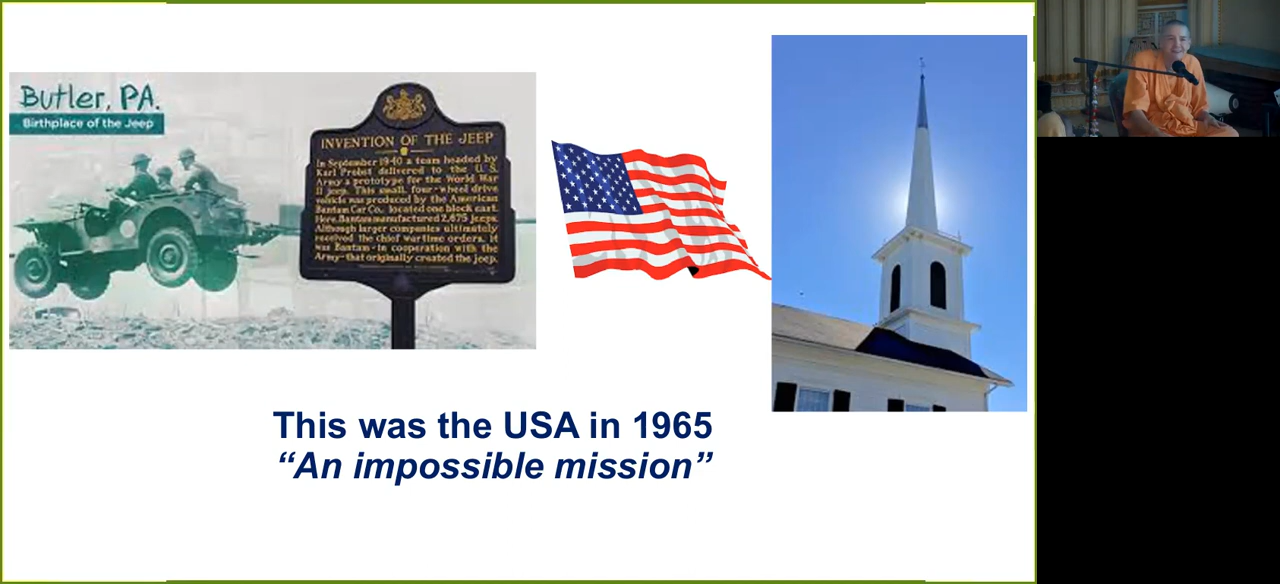 Butler, PA.
Birthplace of the Jeep
INVENTION OF THE JEEP
In September 1940 a team headed by
Karl Probst delivered to the U. S.
Army a prototype for the World War
II jeep. This small, four-wheel drive
vehicle was produced by the American
Bantam Car Co., located one block east.
Here, Bantam manufactured 2,675 jeeps.
Although larger companies ultimately
received the chief wartime orders, it
was Bantam-in cooperation with the
Army-that originally created the jeep.
This was the USA in 1965
“An impossible mission”